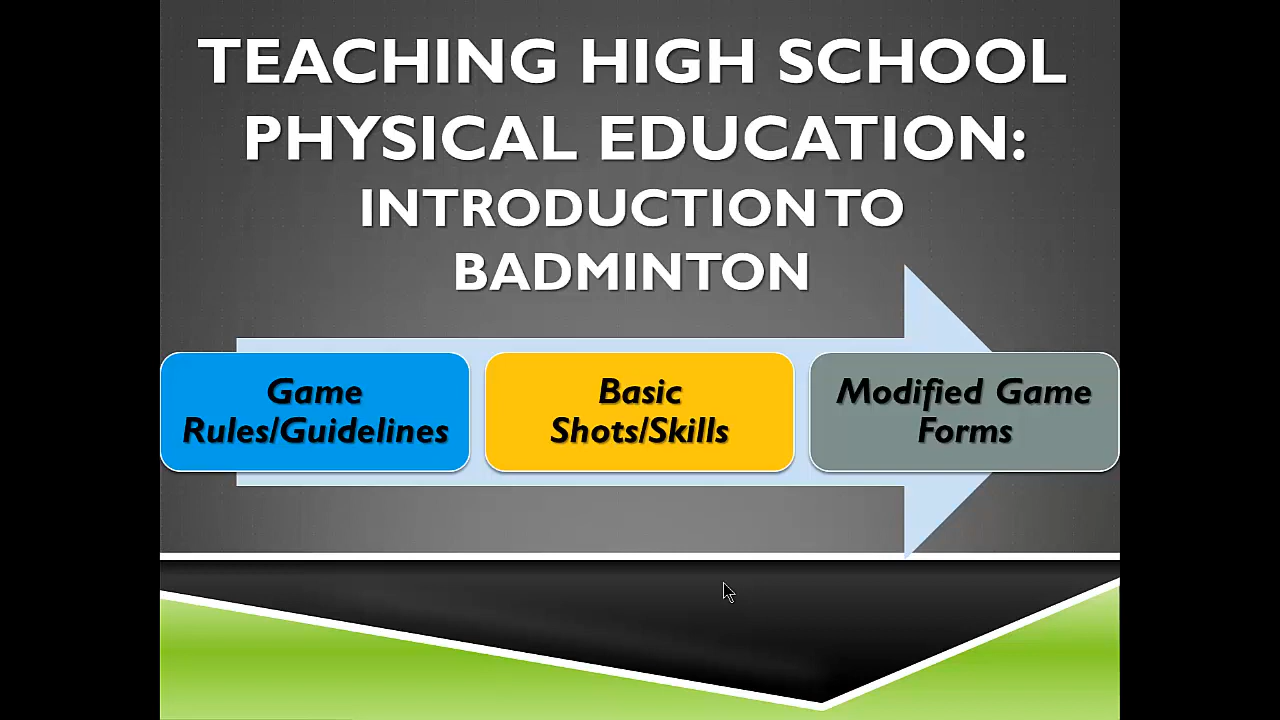 TEACHING HIGH SCHOOL
PHYSICAL EDUCATION:
INTRODUCTION TO
BADMINTON
Game
Rules/Guidelines
Basic
Shots/Skills
Modified Game
Forms